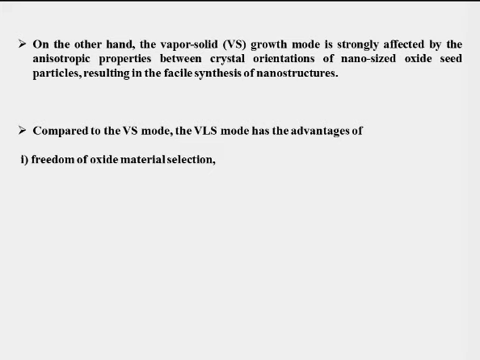 ➢ On the other hand, the vapor-solid (VS) growth mode is strongly affected by the
anisotropic properties between crystal orientations of nano-sized oxide seed
particles, resulting in the facile synthesis of nanostructures.
➢ Compared to the VS mode, the VLS mode has the advantages of
i) freedom of oxide material selection,